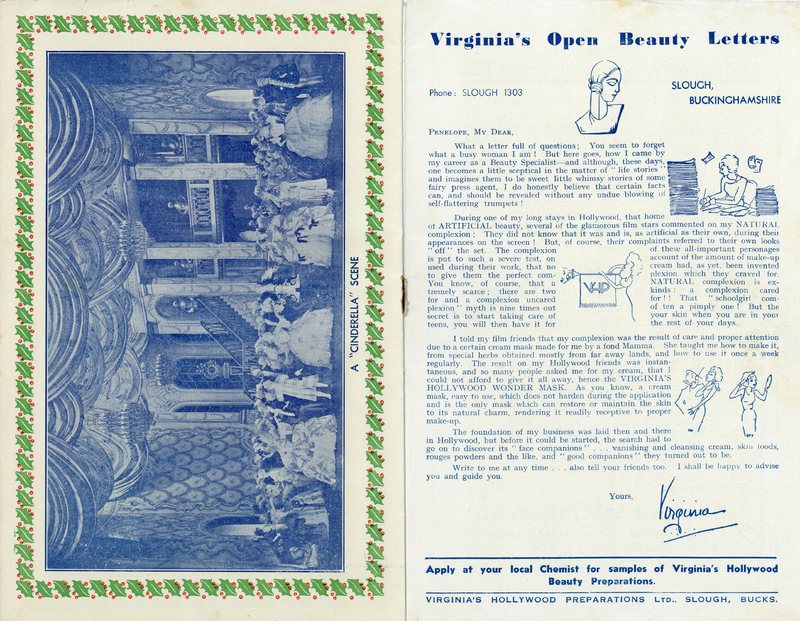 A "CINDERELLA" SCENE
Virginia's Open Beauty Letters
Phone: SLOUGH 1303
SLOUGH,
BUCKINGHAMSHIRE
PENELOPE, MY DEAR,
What a letter full of questions; You seem to forget
what a busy woman I am! But here goes, how I came by
my career as a Beauty Specialist—and although, these days,
one becomes a little sceptical in the matter of "life stories"
and imagines them to be sweet little whimsy stories of some
fairy press agent, I do honestly believe that certain facts
can, and should be revealed without any undue blowing of
self-flattering trumpets!
During one of my long stays in Hollywood, that home
of ARTIFICIAL beauty, several of the glamorous film stars commented on my NATURAL
complexion; They did not know that it was and is, as artificial as their own, during their
appearances on the screen! But, of course, their complaints referred to their own looks
"off" the set. The complexion of these all-important personages
is put to such a severe test, on account of the amount of make-up
used during their work, that no cream had, as yet, been invented
to give them the perfect com- plexion which they craved for.
You know, of course, that a NATURAL complexion is ex-
tremely scarce; there are two kinds: a complexion cared
for and a complexion uncared for!! That "schoolgirl com-
plexion" myth is nine times out of ten a pimply one! But the
secret is to start taking care of your skin when you are in your
teens, you will then have it for the rest of your days.
VHP
I told my film friends that my complexion was the result of care and proper attention
due to a certain cream mask made for me by a fond Mamma. She taught me how to make it,
from special herbs obtained mostly from far away lands, and how to use it once a week
regularly. The result on my Hollywood friends was instan-
taneous, and so many people asked me for my cream, that I
could not afford to give it all away, hence the VIRGINIA'S
HOLLYWOOD WONDER MASK. As you know, a cream
mask, easy to use, which does not harden during the application
and is the only mask which can restore or maintain the skin
to its natural charm, rendering it readily receptive to proper
make-up.
The foundation of my business was laid then and there
in Hollywood, but before it could be started, the search had to
go on to discover its "face companions" . . . vanishing and cleansing cream, skin foods,
rouges powders and the like, and "good companions" they turned out to be.
Write to me at any time . . . also tell your friends too. I shall be happy to advise
you and guide you.
Yours,
Virginia
Apply at your local Chemist for samples of Virginia's Hollywood
Beauty Preparations.
VIRGINIA'S HOLLYWOOD PREPARATIONS LTD., SLOUGH, BUCKS.